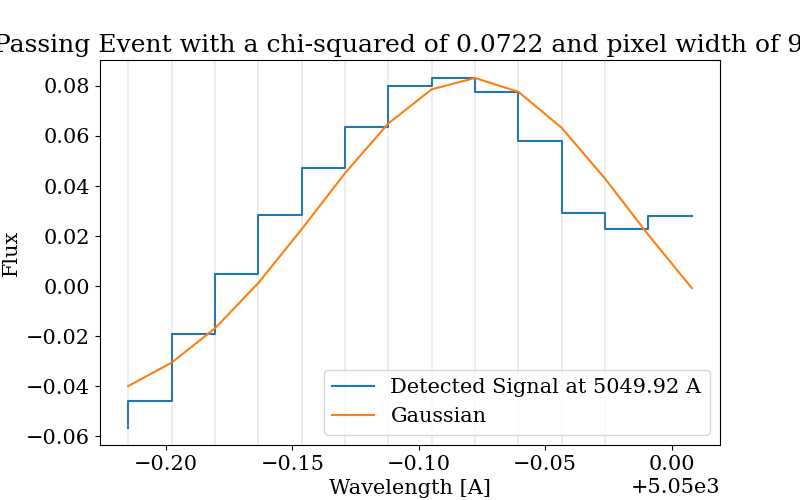 Passing Event with a chi-squared of 0.0722 and pixel width of 9
Flux
0.08
0.06
0.04
0.02
0.00
−0.02
−0.04
−0.06
Detected Signal at 5049.92 A
Gaussian
−0.20 −0.15 −0.10 −0.05 0.00
+5.05e3
Wavelength [A]